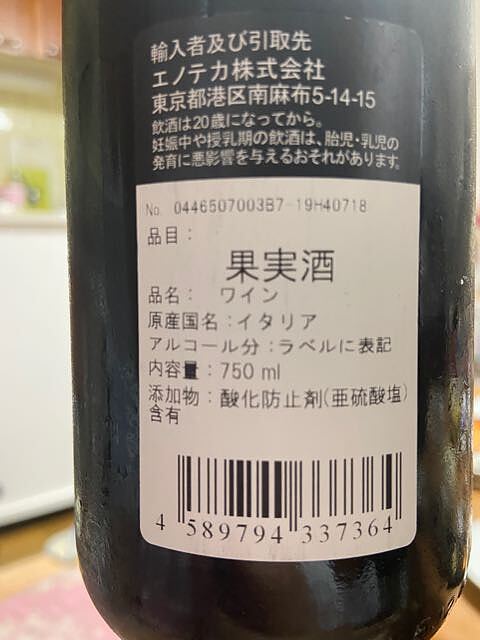 輸入者及び引取先
エノテカ株式会社
東京都港区南麻布5-14-15
飲酒は20歳になってから。
妊娠中や授乳期の飲酒は、胎児・乳児の
発育に悪影響を与えるおそれがあります。
No. 0446507003B7-19H40718
品目：
果実酒
品名： ワイン
原産国名：イタリア
アルコール分：ラベルに表記
内容量：750 ml
添加物：酸化防止剤(亜硫酸塩)
含有
4 589794 337364